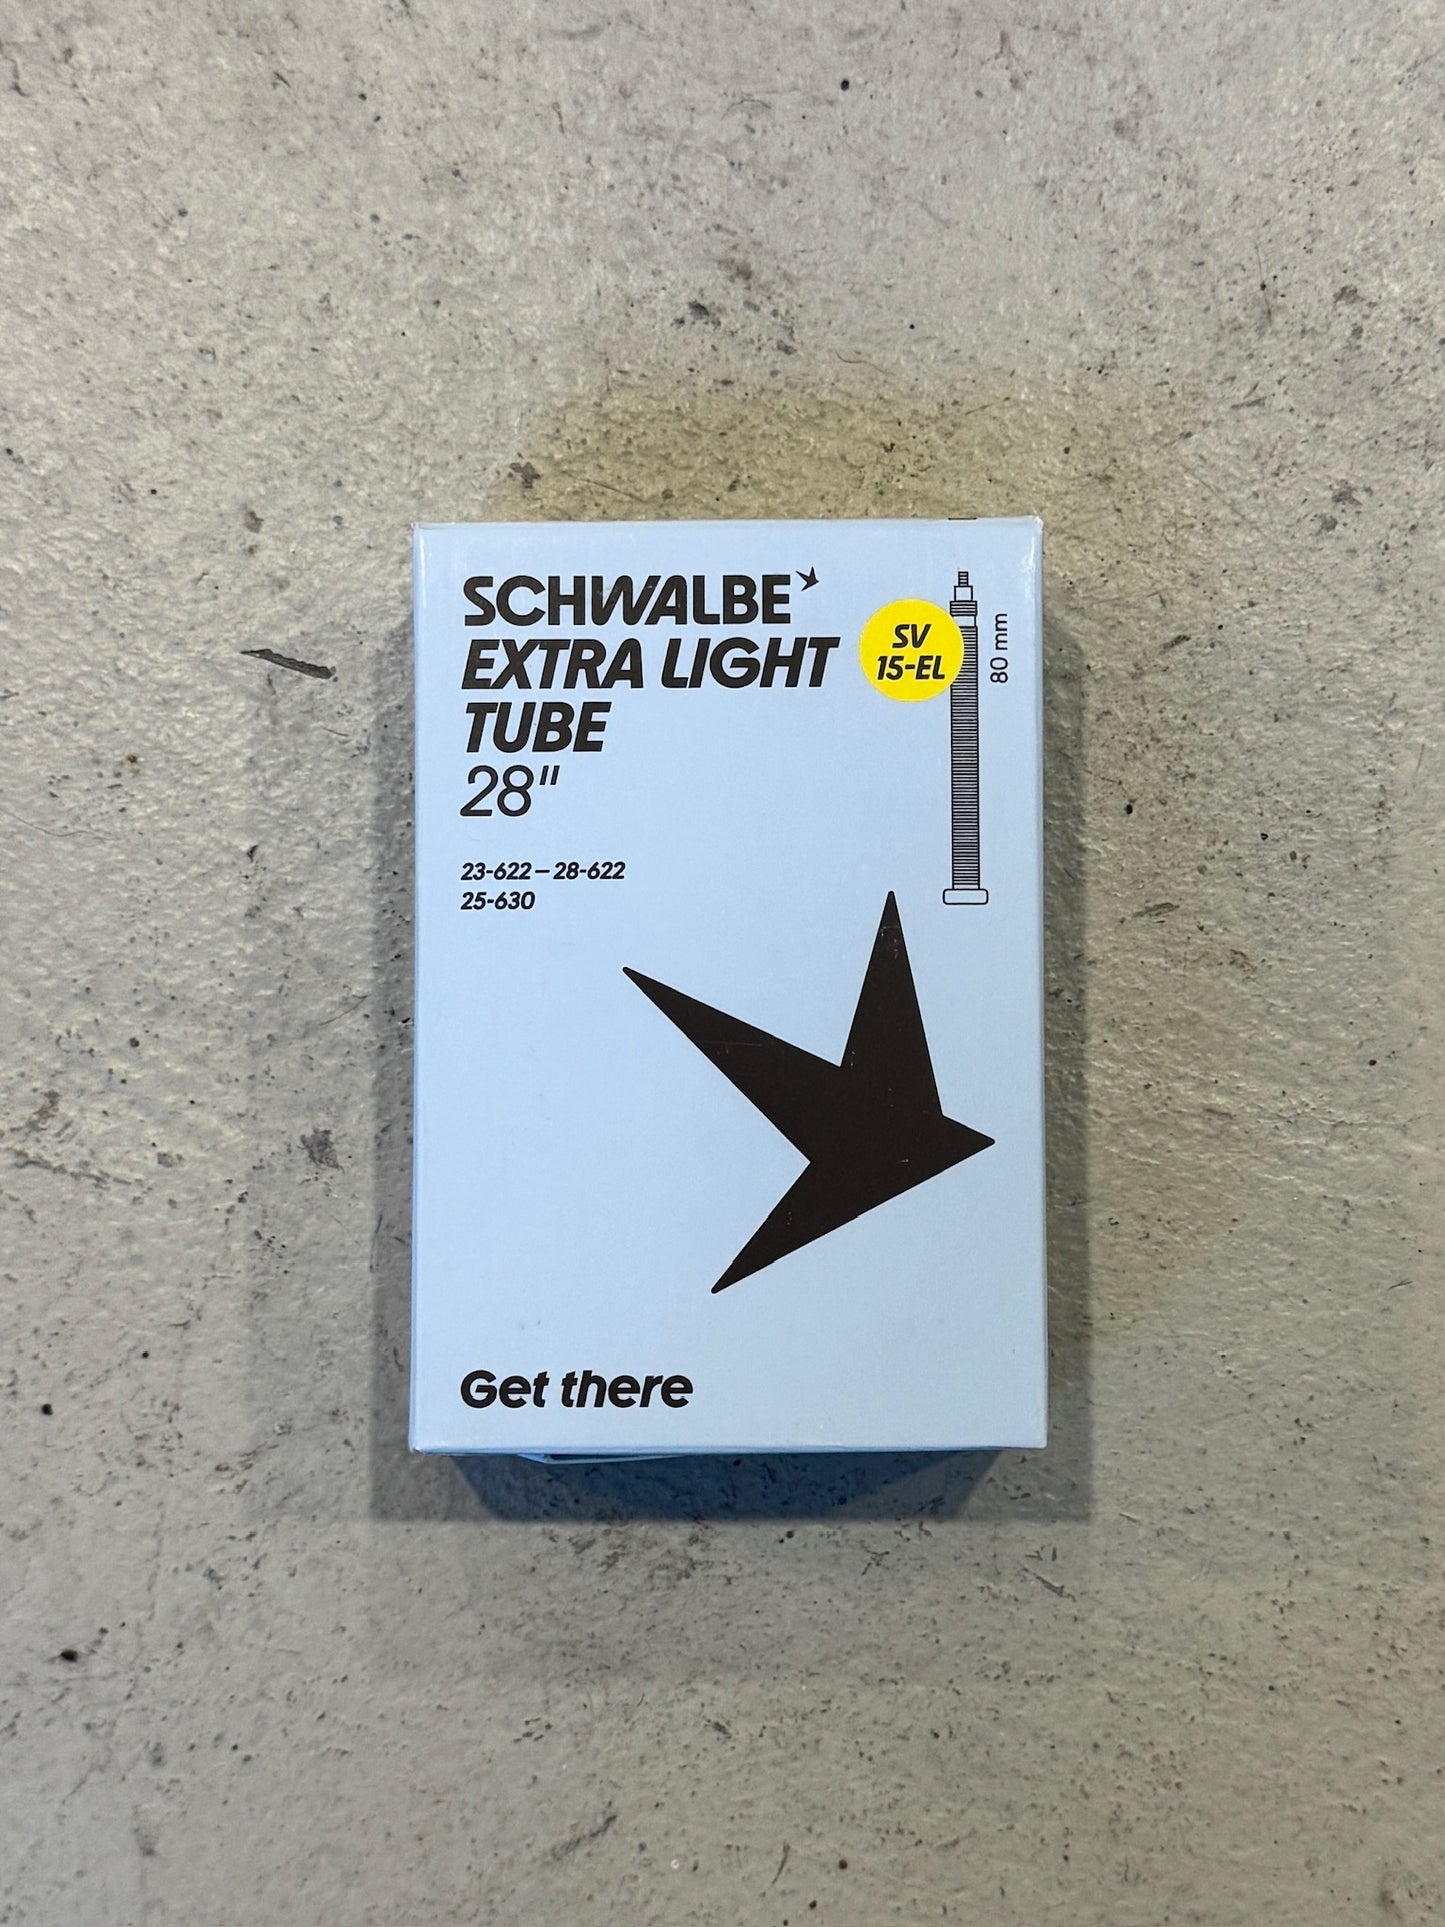 SCHWALBE
EXTRA LIGHT
TUBE
28"
23-622 – 28-622
25-630
SV
15-EL
80 mm
Get there